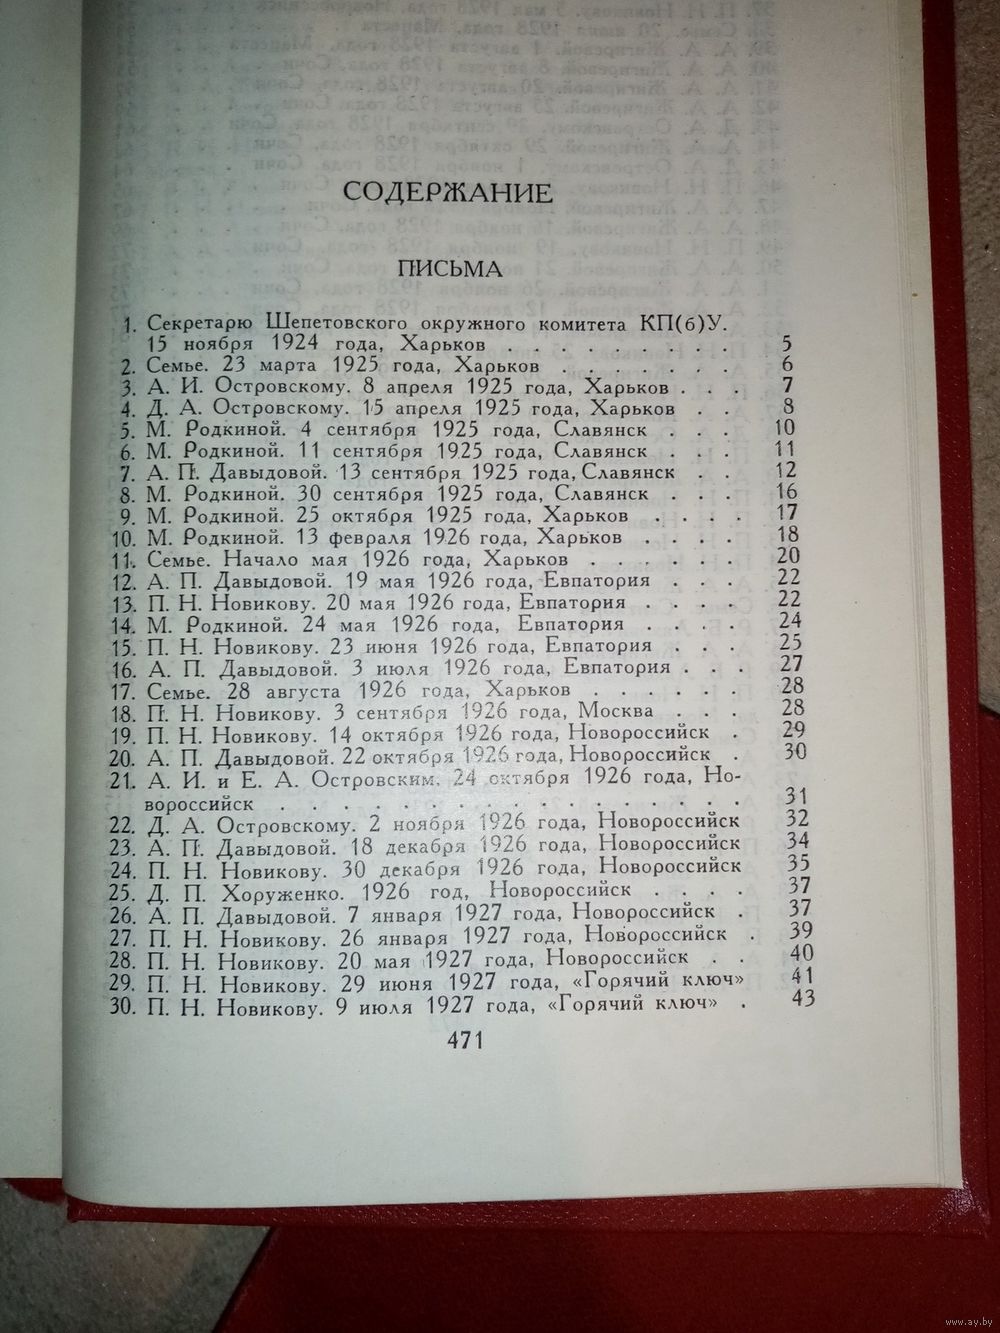 СОДЕРЖАНИЕ
ПИСЬМА
1. Секретарю Шепетовского окружного комитета КП(б)У.
15 ноября 1924 года, Харьков . . . . . . . . . 5
2. Семье. 23 марта 1925 года, Харьков . . . . . . . 6
3. А. И. Островскому. 8 апреля 1925 года, Харьков . . . 7
4. Д. А. Островскому. 15 апреля 1925 года, Харьков . . 8
5. М. Родкиной. 4 сентября 1925 года, Славянск . . . 10
6. М. Родкиной. 11 сентября 1925 года, Славянск . . . 11
7. А. П. Давыдовой. 13 сентября 1925 года, Славянск . . 12
8. М. Родкиной. 30 сентября 1925 года, Славянск . . . 16
9. М. Родкиной. 25 октября 1925 года, Харьков . . . . 17
10. М. Родкиной. 13 февраля 1926 года, Харьков . . . . 18
11. Семье. Начало мая 1926 года, Харьков . . . . . . 20
12. А. П. Давыдовой. 19 мая 1926 года, Евпатория . . . 22
13. П. Н. Новикову. 20 мая 1926 года, Евпатория . . . . 22
14. М. Родкиной. 24 мая 1926 года, Евпатория . . . . 24
15. П. Н. Новикову. 23 июня 1926 года, Евпатория . . . 25
16. А. П. Давыдовой. 3 июля 1926 года, Евпатория . . . 27
17. Семье. 28 августа 1926 года, Харьков . . . . . . 28
18. П. Н. Новикову. 3 сентября 1926 года, Москва . . . 28
19. П. Н. Новикову. 14 октября 1926 года, Новороссийск . 29
20. А. П. Давыдовой. 22 октября 1926 года, Новороссийск . 30
21. А. И. и Е. А. Островским. 24 октября 1926 года, Но-
вороссийск . . . . . . . . . . . . . . . . 31
22. Д. А. Островскому. 2 ноября 1926 года, Новороссийск 32
23. А. П. Давыдовой. 18 декабря 1926 года, Новороссийск 34
24. П. Н. Новикову. 30 декабря 1926 года, Новороссийск 35
25. Д. П. Хоруженко. 1926 год, Новороссийск . . . . 37
26. А. П. Давыдовой. 7 января 1927 года, Новороссийск . 37
27. П. Н. Новикову. 26 января 1927 года, Новороссийск . 39
28. П. Н. Новикову. 20 мая 1927 года, Новороссийск . . 40
29. П. Н. Новикову. 29 июня 1927 года, «Горячий ключ» 41
30. П. Н. Новикову. 9 июля 1927 года, «Горячий ключ» . 43
471
www.ay.by